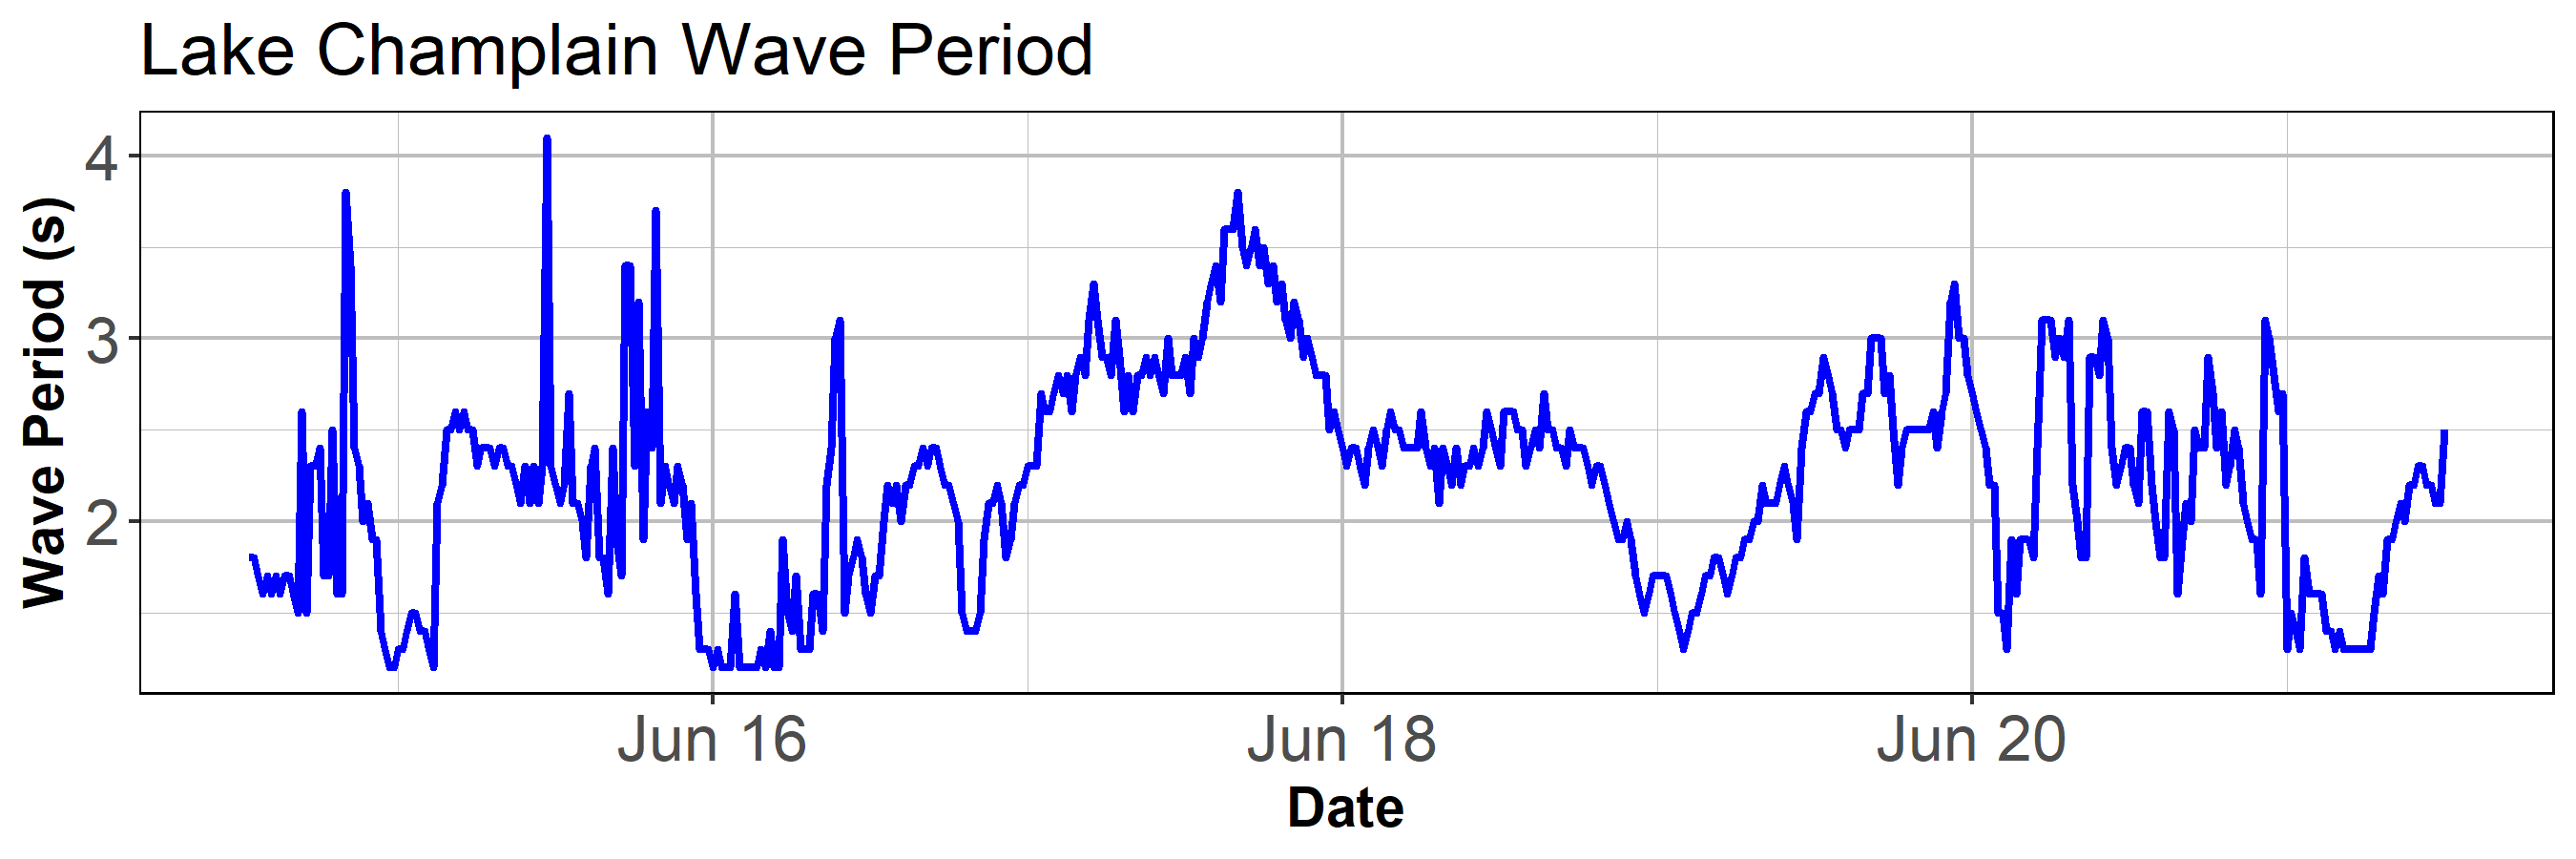 Lake Champlain Wave Period
Wave Period (s)
4
3
2
Jun 16
Jun 18
Jun 20
Date